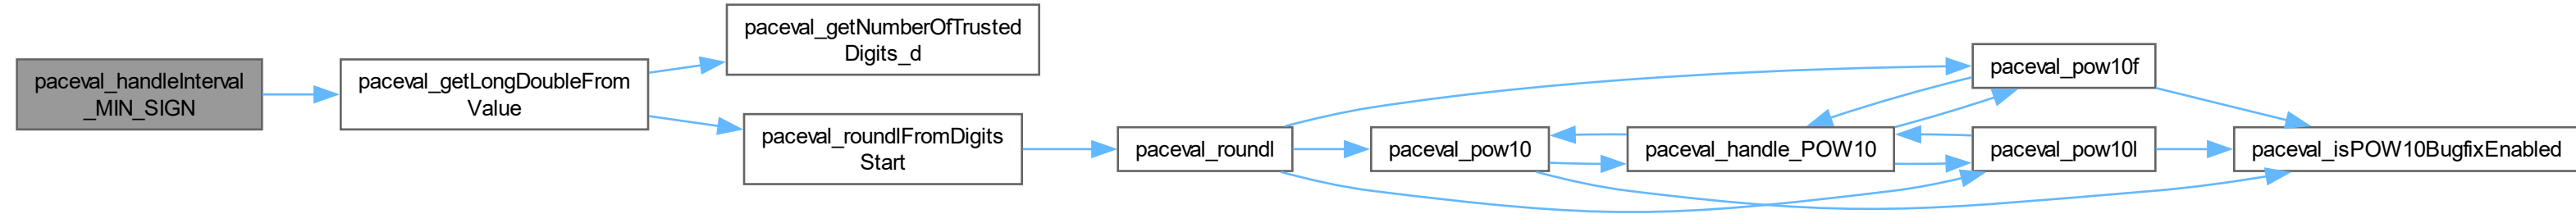 paceval_handleInterval
_MIN_SIGN
paceval_getLongDoubleFrom
Value
paceval_getNumberOfTrusted
Digits_d
paceval_roundlFromDigits
Start
paceval_roundl
paceval_pow10
paceval_handle_POW10
paceval_pow10f
paceval_pow10l
paceval_isPOW10BugfixEnabled